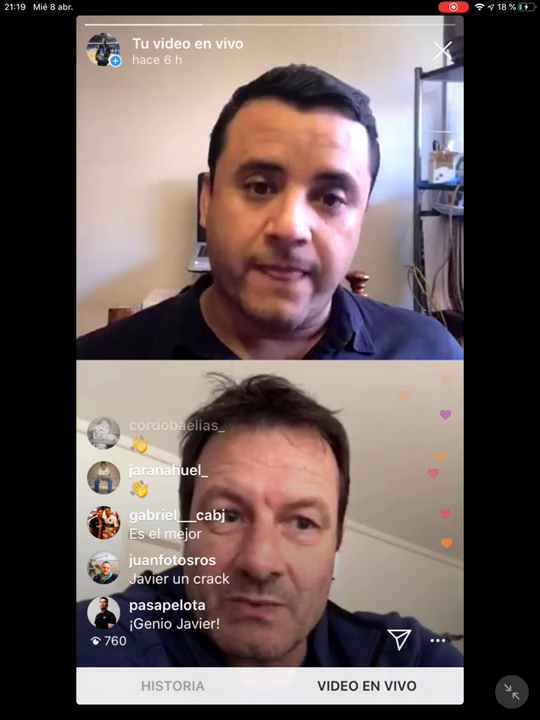 21:19 Mié 8 abr.
18 %
Tu video en vivo
hace 6 h
cordobaelias_
👏
jaranahuel_
👏
gabriel___cabj
Es el mejor
juanfotosros
Javier un crack
pasapelota
¡Genio Javier!
760
HISTORIA
VIDEO EN VIVO